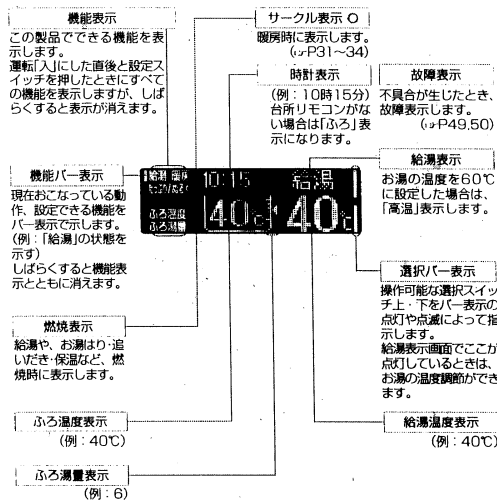 機能表示
この製品でできる機能を表
示します。
運転「入」にした直後と設定ス
イッチを押したときにすべて
の機能を表示しますが、しば
らくすると表示が消えます。
サークル表示 O
暖房時に表示します。
(☞P31～34)
時計表示
(例：10時15分)
台所リモコンがな
い場合は「ふろ」表
示になります。
故障表示
不具合が生じたとき、
故障表示します。
(☞P49,50)
給湯表示
お湯の温度を60℃
に設定した場合は、
「高温」表示します。
機能バー表示
現在おこなっている動
作、設定できる機能を
バー表示で示します。
(例：「給湯」の状態を
示す)
しばらくすると機能表
示とともに消えます。
給湯 暖房
10:15
給湯
ふろ温度
ふろ湯量
40℃
40℃
選択バー表示
操作可能な選択スイッ
チ上・下をバー表示の
点灯や点滅によって指
示します。
給湯表示画面でここが
点灯しているときは、
お湯の温度調節ができ
ます。
燃焼表示
給湯や、お湯はり・追
いだき・保温など、燃
焼時に表示します。
ふろ温度表示
(例：40℃)
給湯温度表示
(例：40℃)
ふろ湯量表示
(例：6)